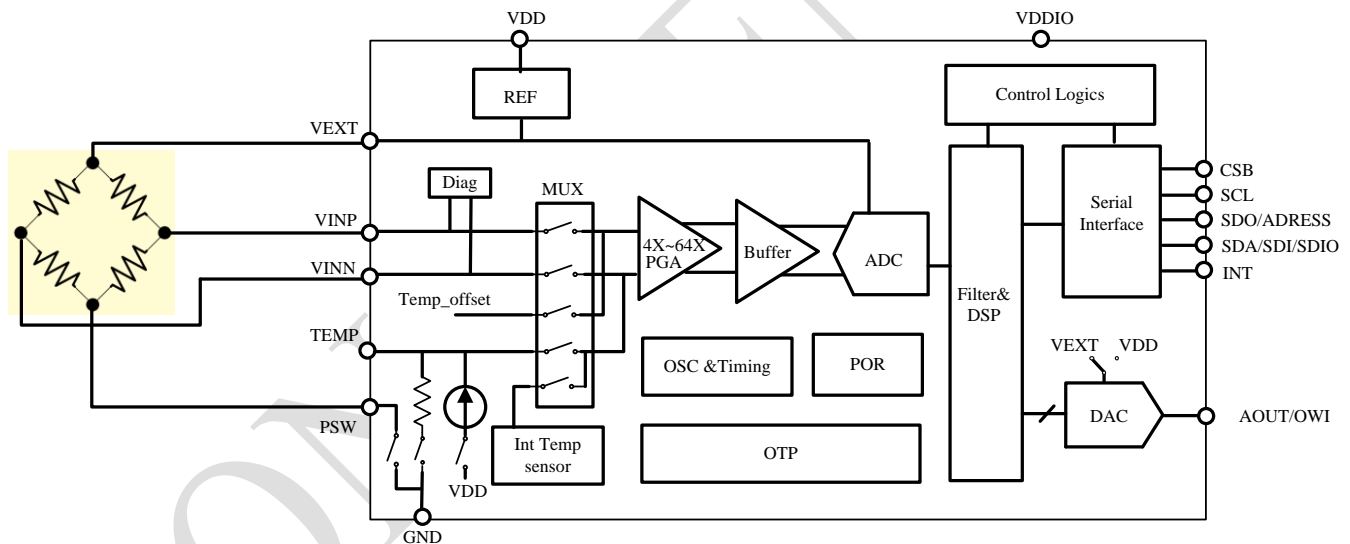 VDD
VDDIO
REF
Control Logics
VEXT
Diag
MUX
CSB
SCL
Serial
Interface
SDO/ADRESS
VINP
4X~64X
PGA
Buffer
ADC
SDA/SDI/SDIO
VINN
INT
Temp_offset
Filter&
DSP
TEMP
VEXT
VDD
OSC &Timing
POR
DAC
AOUT/OWI
PSW
Int Temp
sensor
OTP
VDD
GND